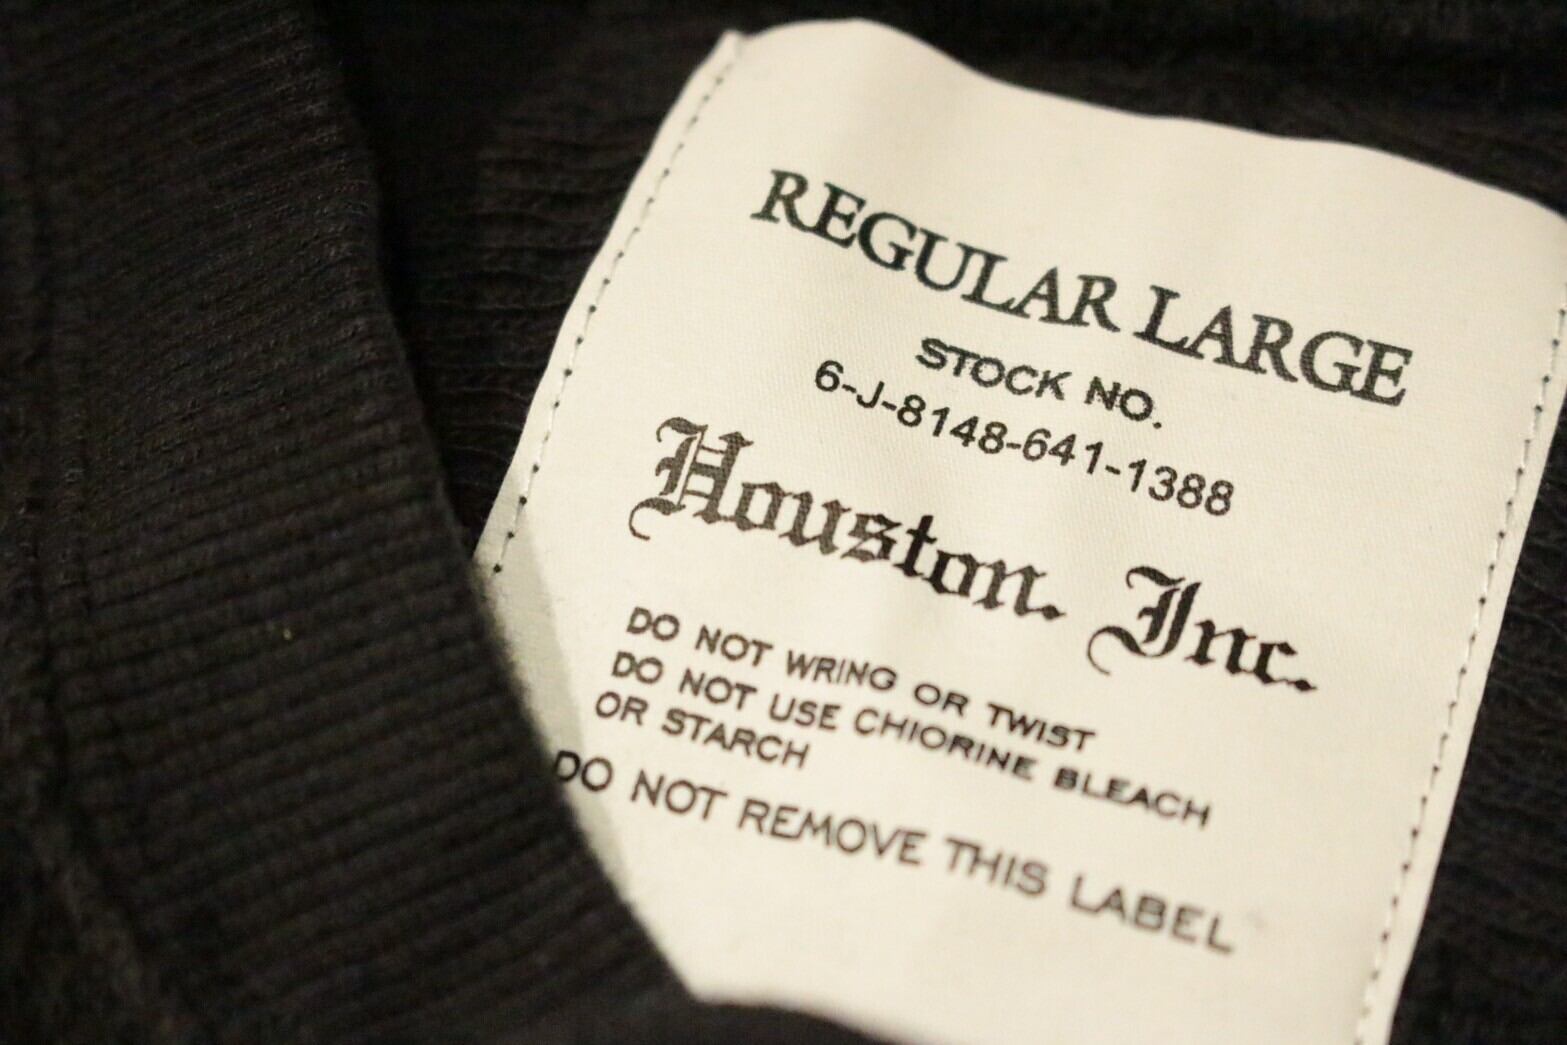 REGULAR LARGE
STOCK NO.
6-J-8148-641-1388
Houston. Inc.
DO NOT WRING OR TWIST
DO NOT USE CHIORINE BLEACH
OR STARCH
DO NOT REMOVE THIS LABEL